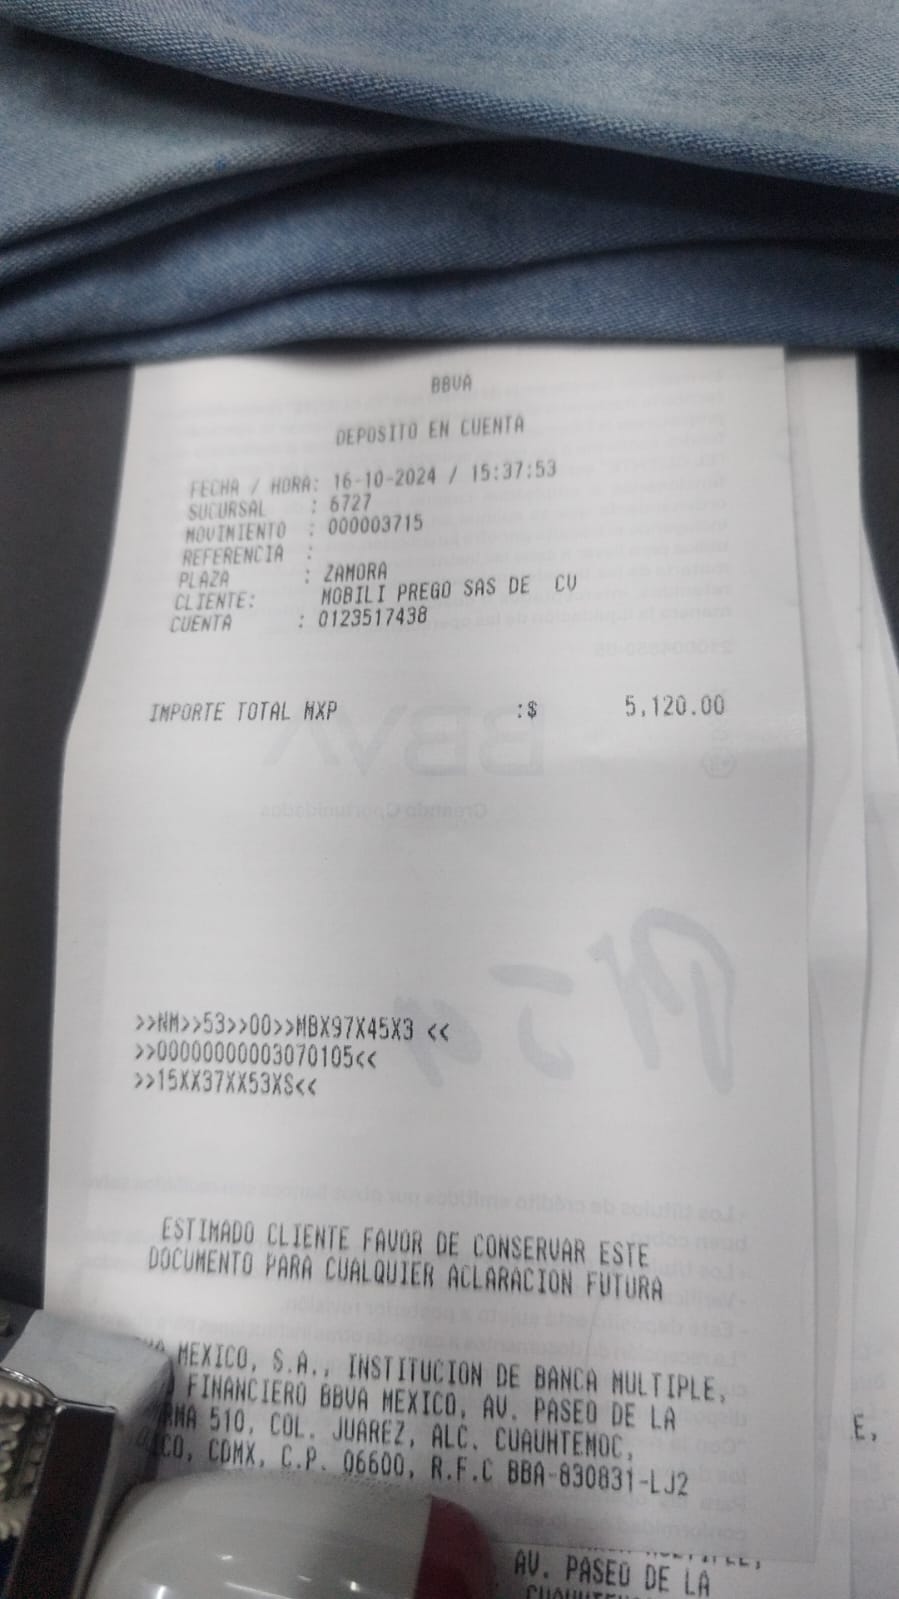 BBVA
DEPOSITO EN CUENTA
FECHA / HORA: 16-10-2024 / 15:37:53
SUCURSAL : 6727
MOVIMIENTO : 000003715
REFERENCIA :
PLAZA : ZAMORA
CLIENTE: MOBILI PREGO SAS DE CV
CUENTA : 0123517438
IMPORTE TOTAL MXP :$ 5,120.00
BBVA
Creando Oportunidades
>>NM>>53>>00>>MBX97X45X3 <<
>>00000000003070105<<
>>15XX37XX53XS<<
ESTIMADO CLIENTE FAVOR DE CONSERVAR ESTE
DOCUMENTO PARA CUALQUIER ACLARACION FUTURA
MEXICO, S.A., INSTITUCION DE BANCA MULTIPLE,
FINANCIERO BBVA MEXICO, AV. PASEO DE LA
RMA 510, COL. JUAREZ, ALC. CUAUHTEMOC,
ICO, CDMX, C.P. 06600, R.F.C BBA-830831-LJ2
E,
AV. PASEO DE LA